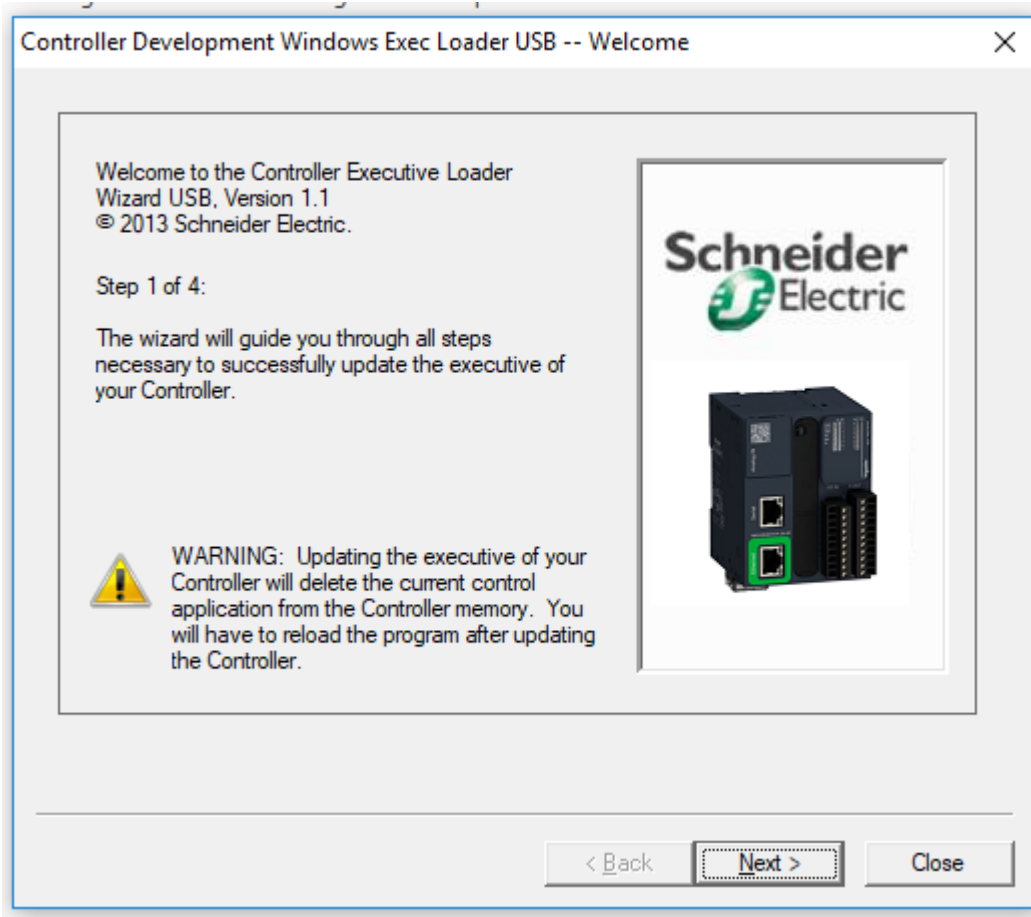 Controller Development Windows Exec Loader USB -- Welcome
Welcome to the Controller Executive Loader
Wizard USB, Version 1.1
© 2013 Schneider Electric.
Step 1 of 4:
The wizard will guide you through all steps
necessary to successfully update the executive of
your Controller.
WARNING:  Updating the executive of your
Controller will delete the current control
application from the Controller memory.  You
will have to reload the program after updating
the Controller.
Schneider
Electric
< Back
Next >
Close